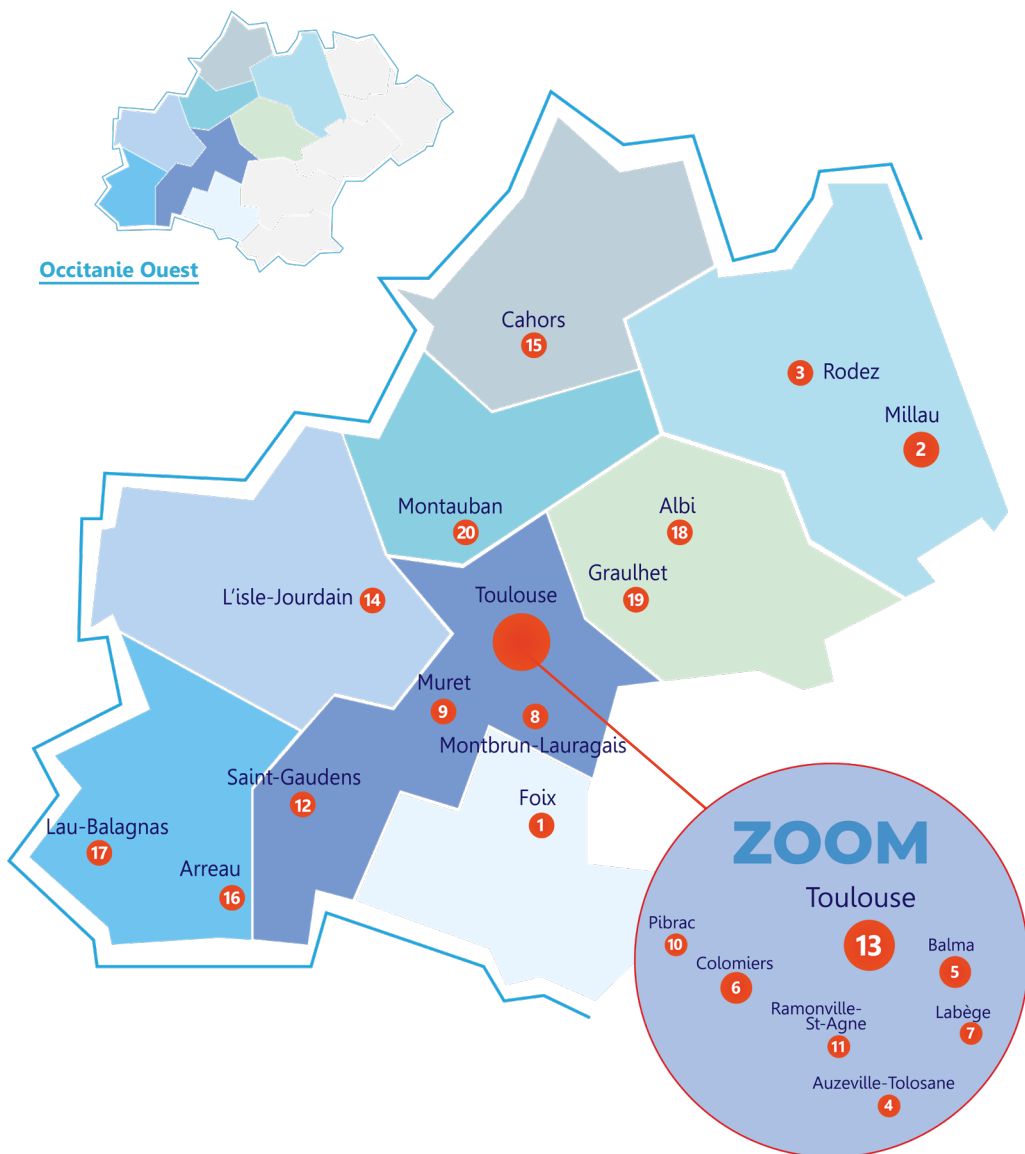 Occitanie Ouest
Cahors
15
3
Rodez
Millau
2
Montauban
20
Albi
18
Graulhet
19
L'isle-Jourdain
14
Toulouse
Muret
9
8
Montbrun-Lauragais
Saint-Gaudens
12
Foix
1
Lau-Balagnas
17
Arreau
16
ZOOM
Toulouse
13
Pibrac
10
Colomiers
6
Balma
5
Ramonville-
St-Agne
11
Labège
7
Auzeville-Tolosane
4